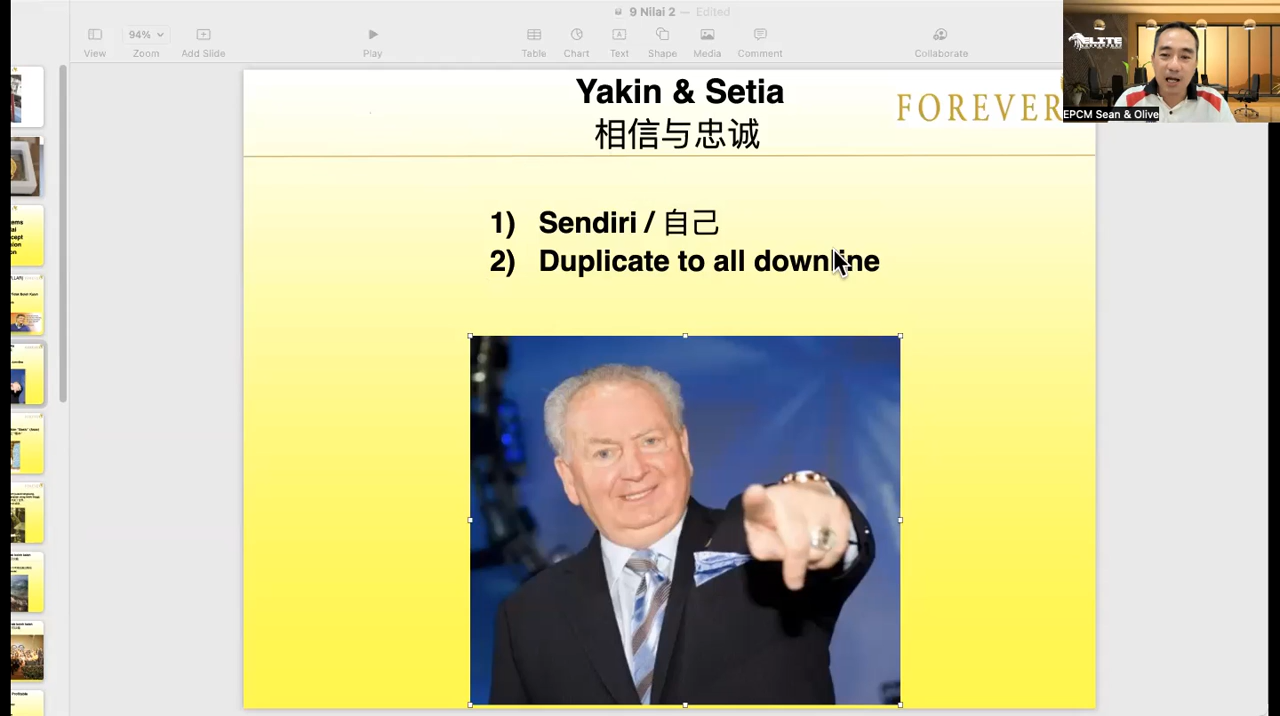 9 Nilai 2 — Edited
94%
View
Zoom
Add Slide
Play
Table
Chart
Text
Shape
Media
Comment
Collaborate
ELITE
EPCM Sean & Olive
Yakin & Setia
相信与忠诚
FOREVER
1) Sendiri / 自己
2) Duplicate to all downline